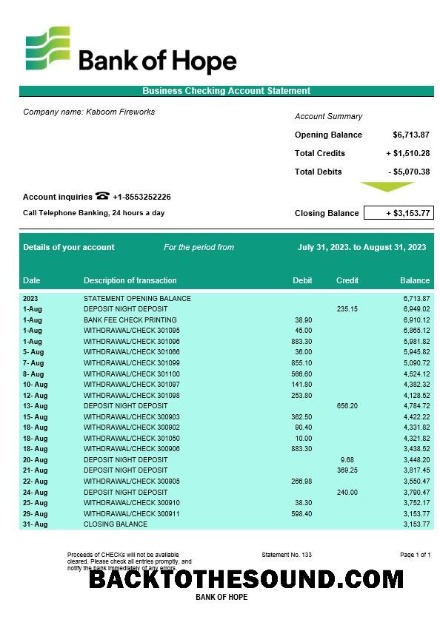 Bank of Hope
Business Checking Account Statement
Company name: Kaboom Fireworks
Account Summary
Opening Balance $6,713.87
Total Credits + $1,510.28
Total Debits - $5,070.38
Account inquiries ☎ +1-8553252226
Call Telephone Banking, 24 hours a day
Closing Balance + $3,153.77
Details of your account For the period from July 31, 2023. to August 31, 2023
Date Description of transaction Debit Credit Balance
2023 STATEMENT OPENING BALANCE 6,713.87
1-Aug DEPOSIT NIGHT DEPOSIT 235.15 6,949.02
1-Aug BANK FEE CHECK PRINTING 38.90 6,910.12
1-Aug WITHDRAWAL/CHECK 301095 45.00 6,865.12
1-Aug WITHDRAWAL/CHECK 301096 883.30 5,981.82
5- Aug WITHDRAWAL/CHECK 301066 36.00 5,945.82
7- Aug WITHDRAWAL/CHECK 301099 855.10 5,090.72
8- Aug WITHDRAWAL/CHECK 301100 566.60 4,524.12
10- Aug WITHDRAWAL/CHECK 301097 141.80 4,382.32
12- Aug WITHDRAWAL/CHECK 301098 253.80 4,128.52
13- Aug DEPOSIT NIGHT DEPOSIT 656.20 4,784.72
15- Aug WITHDRAWAL/CHECK 300903 362.50 4,422.22
18- Aug WITHDRAWAL/CHECK 300902 90.40 4,331.82
18- Aug WITHDRAWAL/CHECK 301050 10.00 4,321.82
18- Aug WITHDRAWAL/CHECK 300906 883.30 3,438.52
20- Aug DEPOSIT NIGHT DEPOSIT 9.68 3,448.20
21- Aug DEPOSIT NIGHT DEPOSIT 369.25 3,817.45
22- Aug WITHDRAWAL/CHECK 300905 266.98 3,550.47
24- Aug DEPOSIT NIGHT DEPOSIT 240.00 3,790.47
25- Aug WITHDRAWAL/CHECK 300910 38.30 3,752.17
29- Aug WITHDRAWAL/CHECK 300911 598.40 3,153.77
31- Aug CLOSING BALANCE 3,153.77
Proceeds of CHECKs will not be available Statement No. 133 Page 1 of 1
cleared. Please check all entries promptly, and
notify the bank immediately of any errors.
BACKTOTHESOUND.COM
BANK OF HOPE